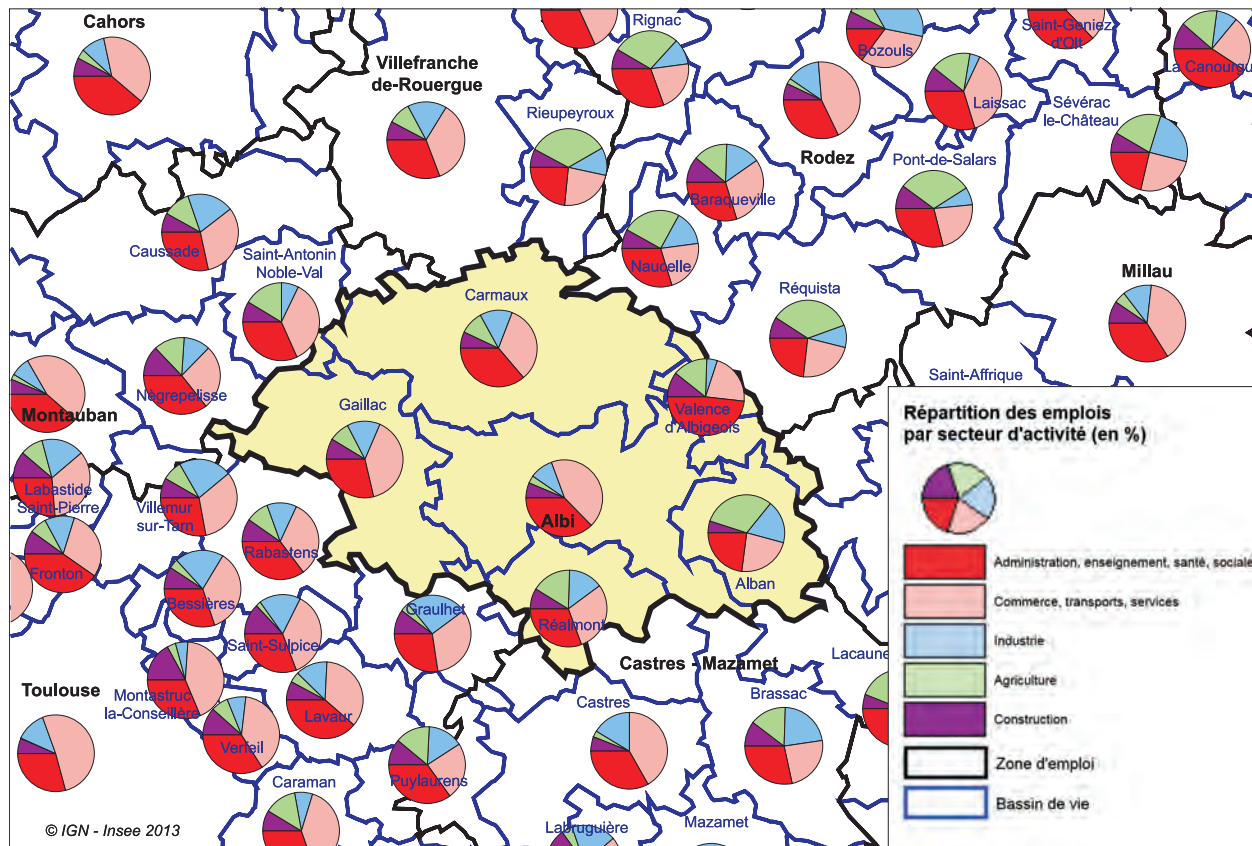 Cahors
Rignac
Bozouls
Saint-Geniez
d'Olt
La Canourgue
Villefranche
de-Rouergue
Laissac
Sévérac
le-Château
Rieupeyroux
Rodez
Pont-de-Salars
Baraqueville
Caussade
Saint-Antonin
Noble-Val
Naucelle
Millau
Carmaux
Réquista
Nègrepelisse
Saint-Affrique
Montauban
Gaillac
Valence
d'Albigeois
Labastide
Saint-Pierre
Villemur
sur-Tarn
Albi
Rabastens
Fronton
Alban
Bessières
Graulhet
Réalmont
Saint-Sulpice
Castres - Mazamet
Lacaune
Toulouse
Montastruc
la-Conseillère
Lavaur
Castres
Brassac
Verfeil
Puylaurens
Caraman
Labruguière
Mazamet
© IGN - Insee 2013
Répartition des emplois
par secteur d'activité (en %)
Administration, enseignement, santé, sociale
Commerce, transports, services
Industrie
Agriculture
Construction
Zone d'emploi
Bassin de vie